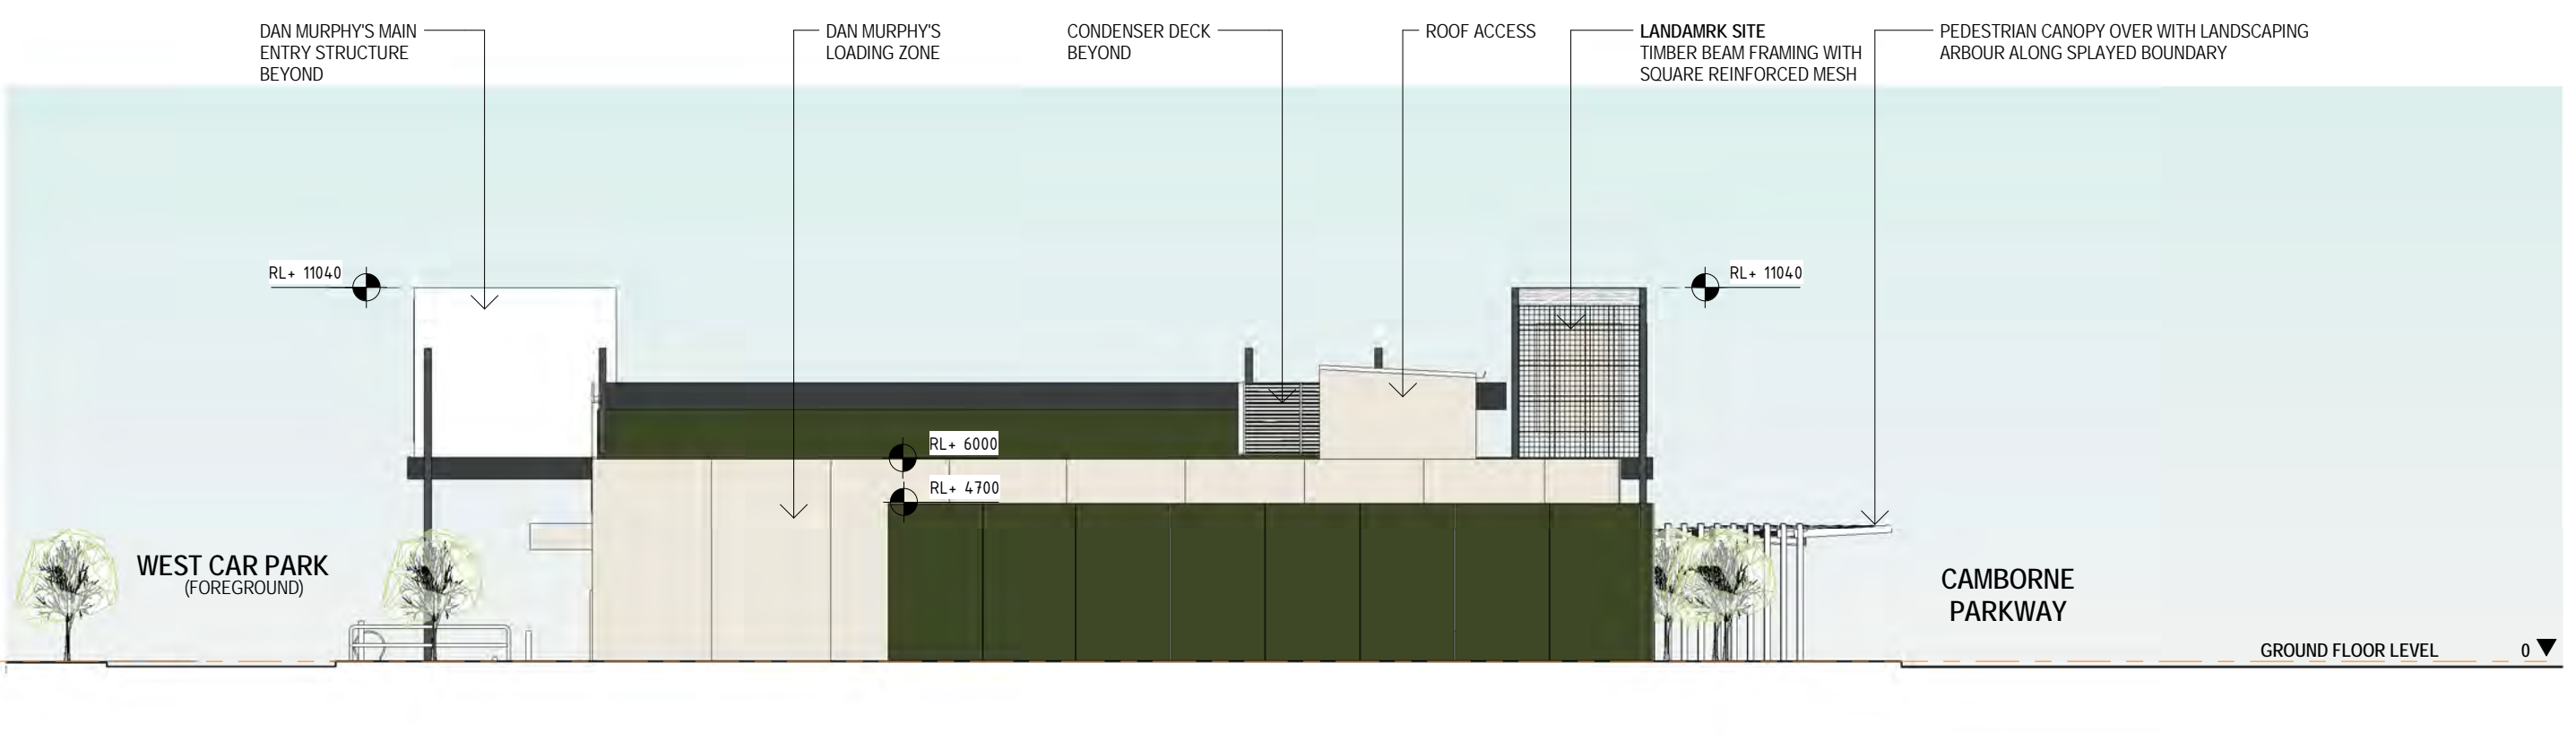 DAN MURPHY'S MAIN
ENTRY STRUCTURE
BEYOND
DAN MURPHY'S
LOADING ZONE
CONDENSER DECK
BEYOND
ROOF ACCESS
LANDAMRK SITE
TIMBER BEAM FRAMING WITH
SQUARE REINFORCED MESH
PEDESTRIAN CANOPY OVER WITH LANDSCAPING
ARBOUR ALONG SPLAYED BOUNDARY
RL+ 11040
RL+ 11040
RL+ 6000
RL+ 4700
WEST CAR PARK
(FOREGROUND)
CAMBORNE
PARKWAY
GROUND FLOOR LEVEL 0